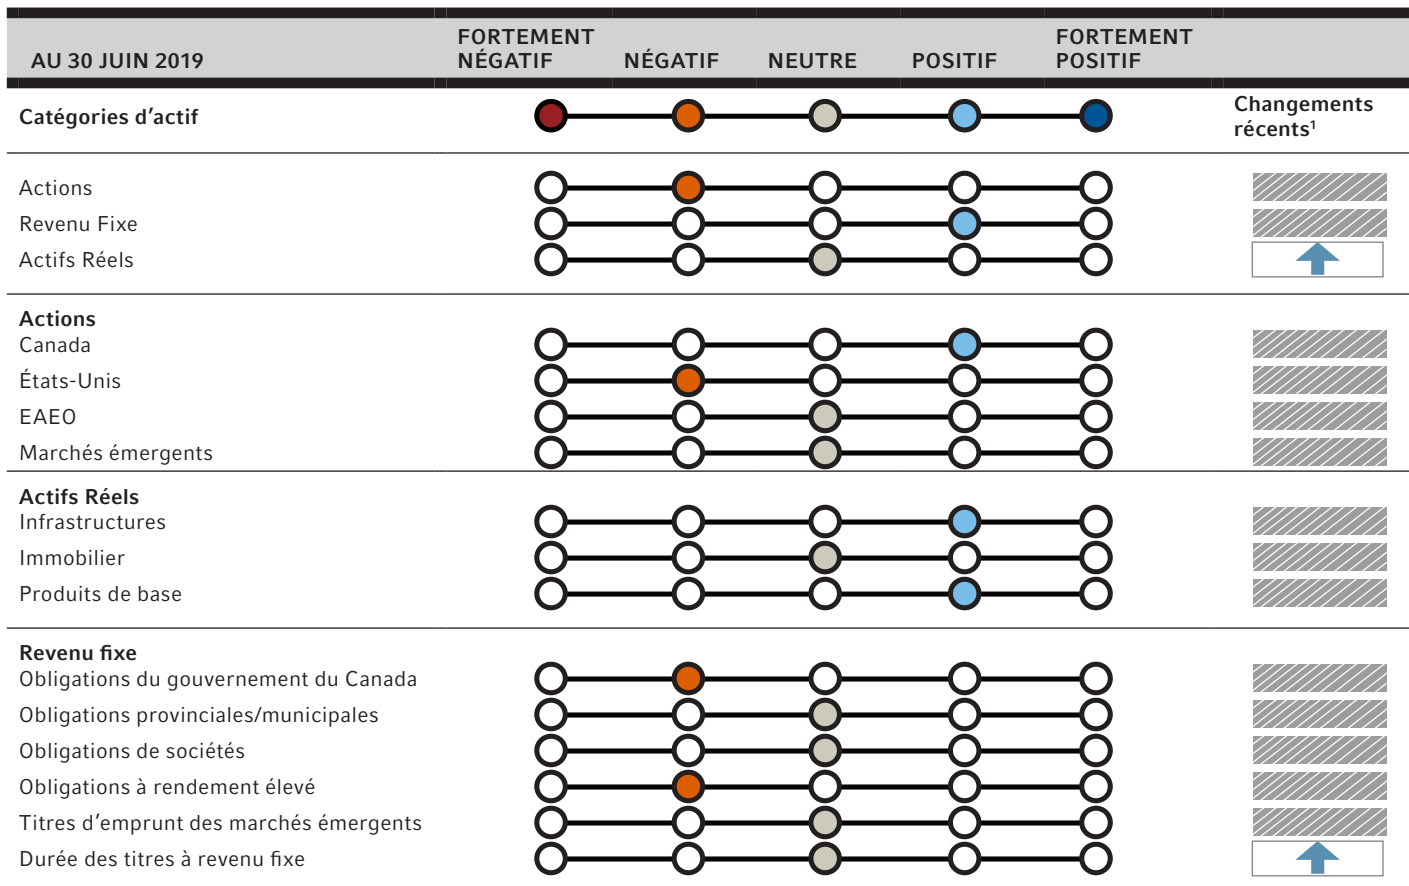 AU 30 JUIN 2019
FORTEMENT
NÉGATIF
NÉGATIF
NEUTRE
POSITIF
FORTEMENT
POSITIF
Catégories d'actif
Changements
récents¹
Actions
Revenu Fixe
Actifs Réels
Actions
Canada
États-Unis
EAEO
Marchés émergents
Actifs Réels
Infrastructures
Immobilier
Produits de base
Revenu fixe
Obligations du gouvernement du Canada
Obligations provinciales/municipales
Obligations de sociétés
Obligations à rendement élevé
Titres d'emprunt des marchés émergents
Durée des titres à revenu fixe